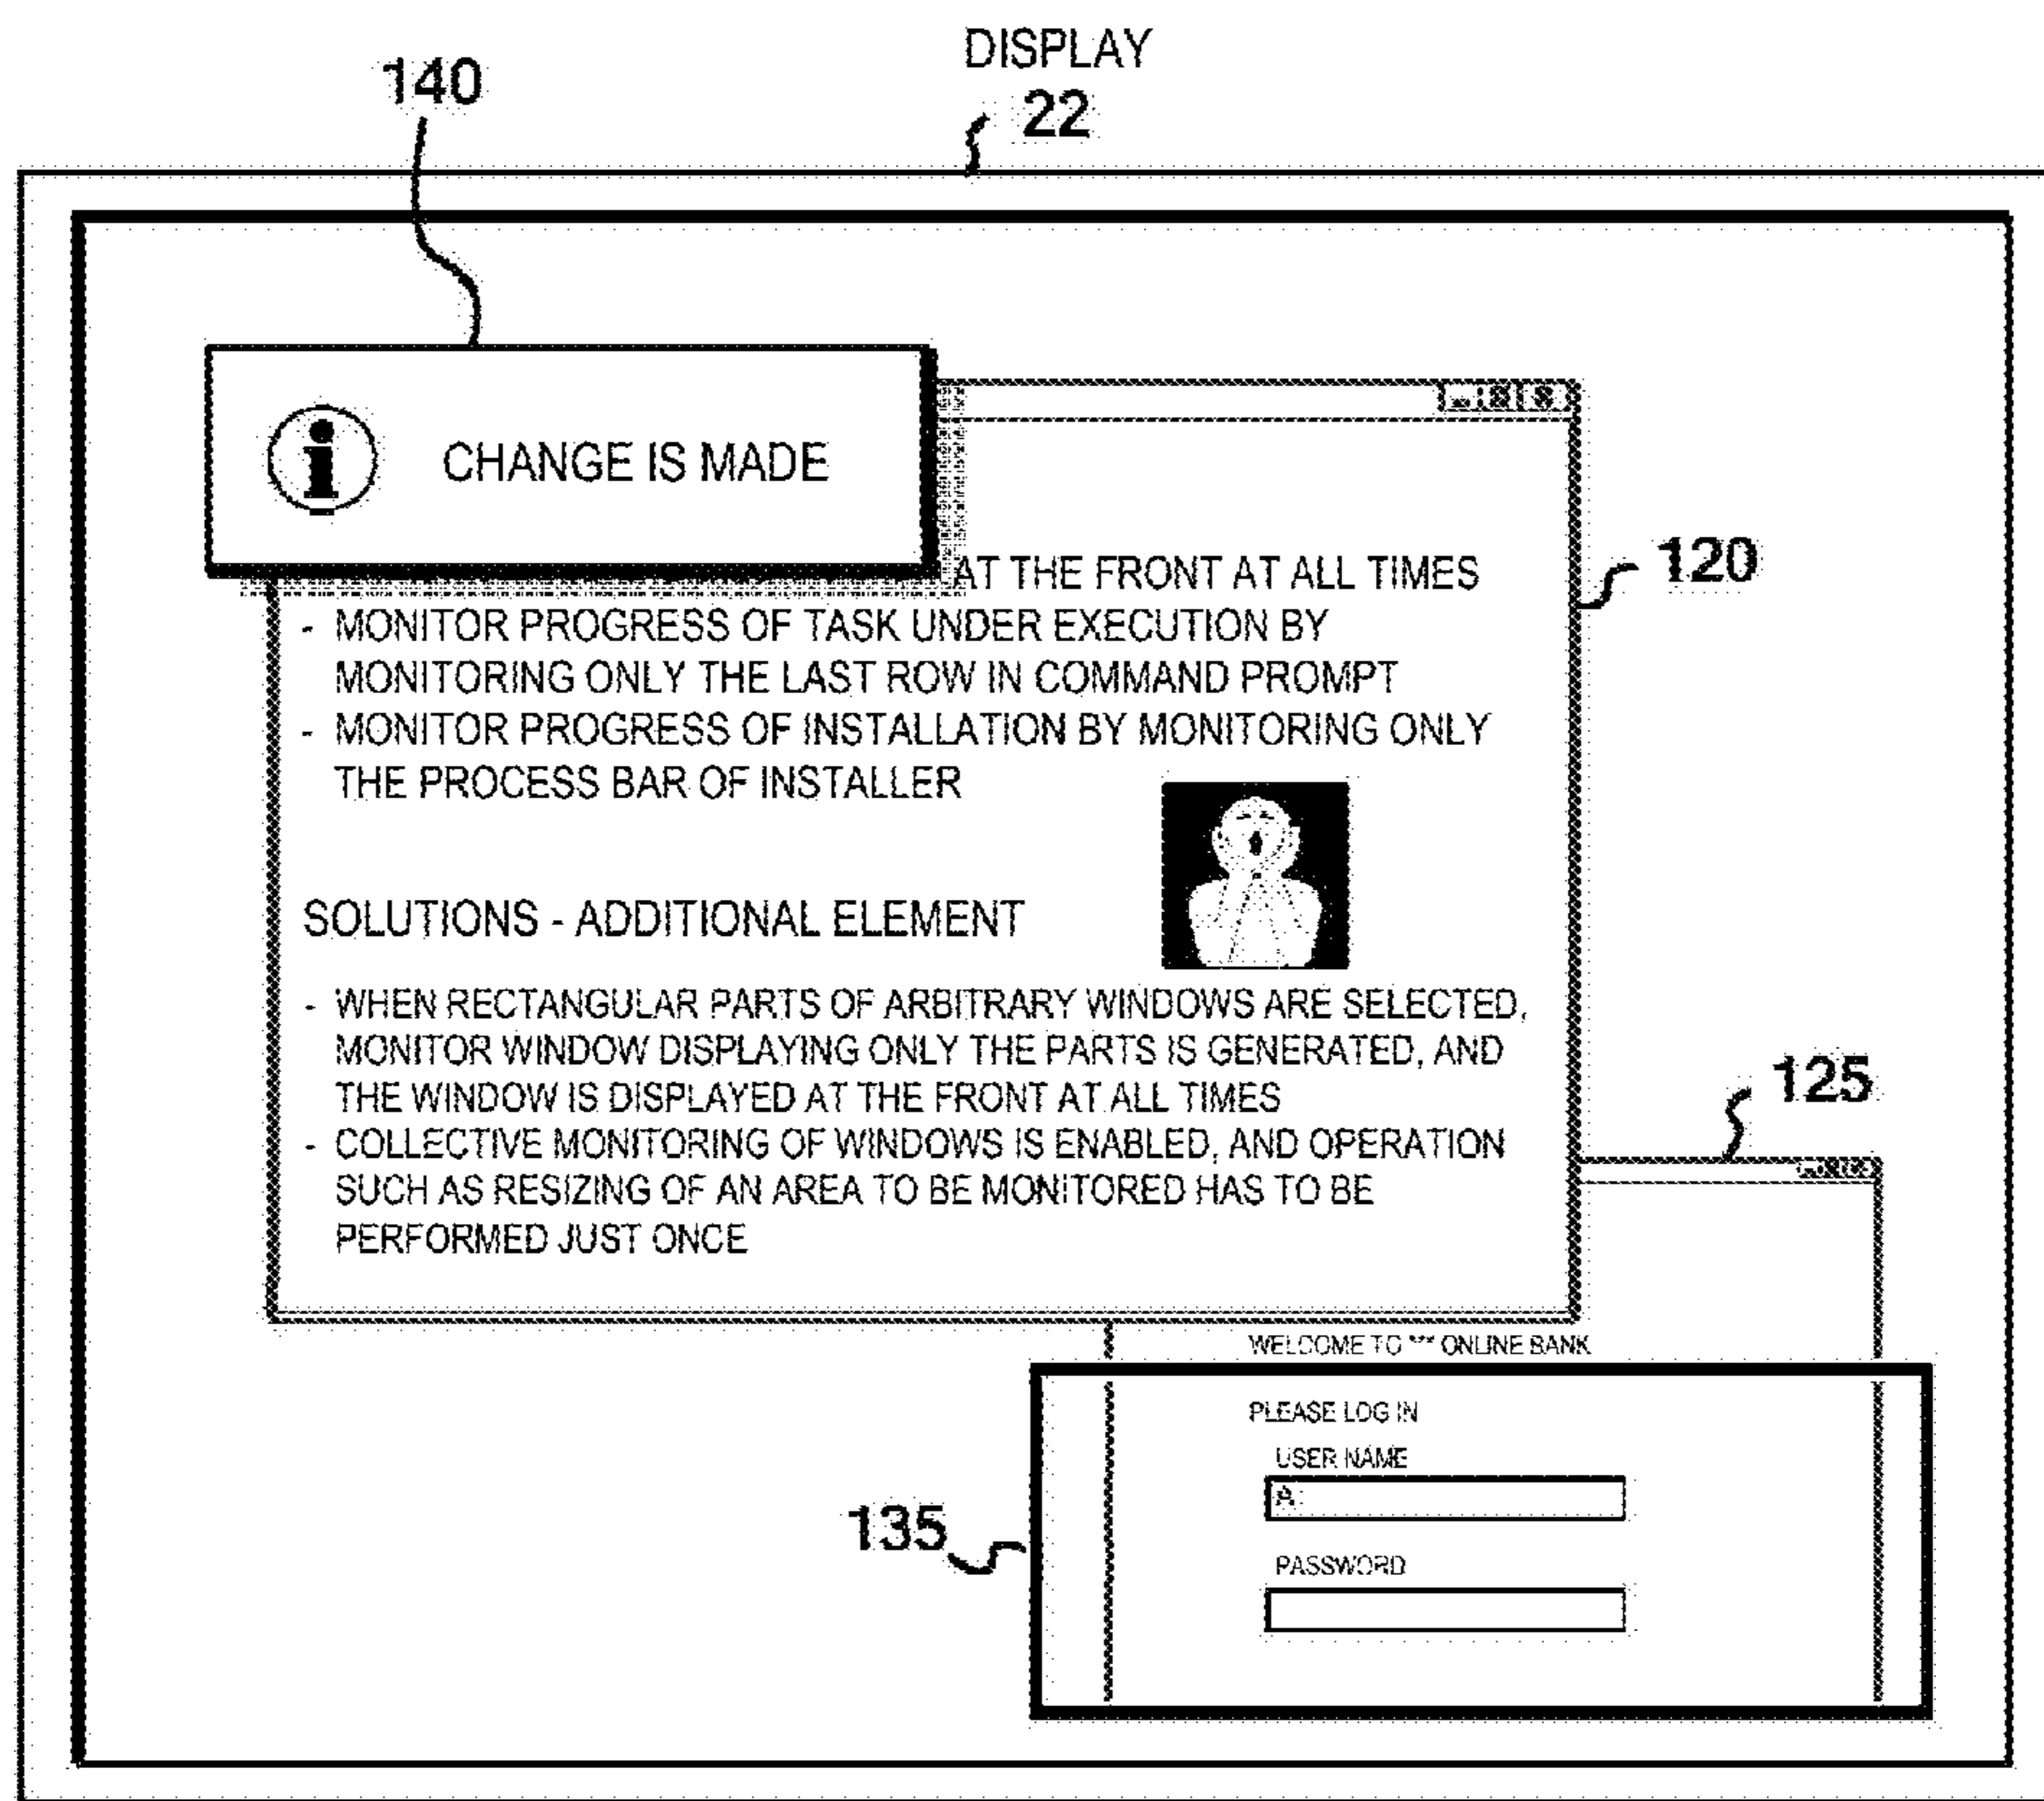 DISPLAY
22
140
CHANGE IS MADE
AT THE FRONT AT ALL TIMES
120
- MONITOR PROGRESS OF TASK UNDER EXECUTION BY
MONITORING ONLY THE LAST ROW IN COMMAND PROMPT
- MONITOR PROGRESS OF INSTALLATION BY MONITORING ONLY
THE PROCESS BAR OF INSTALLER
SOLUTIONS - ADDITIONAL ELEMENT
- WHEN RECTANGULAR PARTS OF ARBITRARY WINDOWS ARE SELECTED,
MONITOR WINDOW DISPLAYING ONLY THE PARTS IS GENERATED, AND
THE WINDOW IS DISPLAYED AT THE FRONT AT ALL TIMES
- COLLECTIVE MONITORING OF WINDOWS IS ENABLED, AND OPERATION
SUCH AS RESIZING OF AN AREA TO BE MONITORED HAS TO BE
PERFORMED JUST ONCE
125
WELCOME TO *** ONLINE BANK
PLEASE LOG IN
USER NAME
A
135
PASSWORD